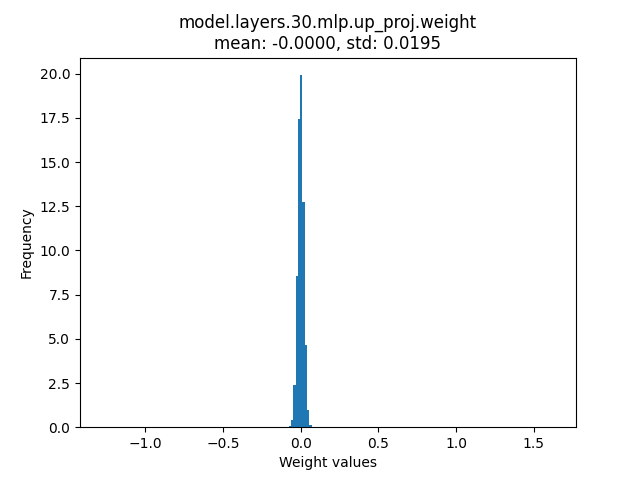 model.layers.30.mlp.up_proj.weight
mean: -0.0000, std: 0.0195
20.0
17.5
15.0
12.5
10.0
7.5
5.0
2.5
0.0
Frequency
−1.0 −0.5 0.0 0.5 1.0 1.5
Weight values